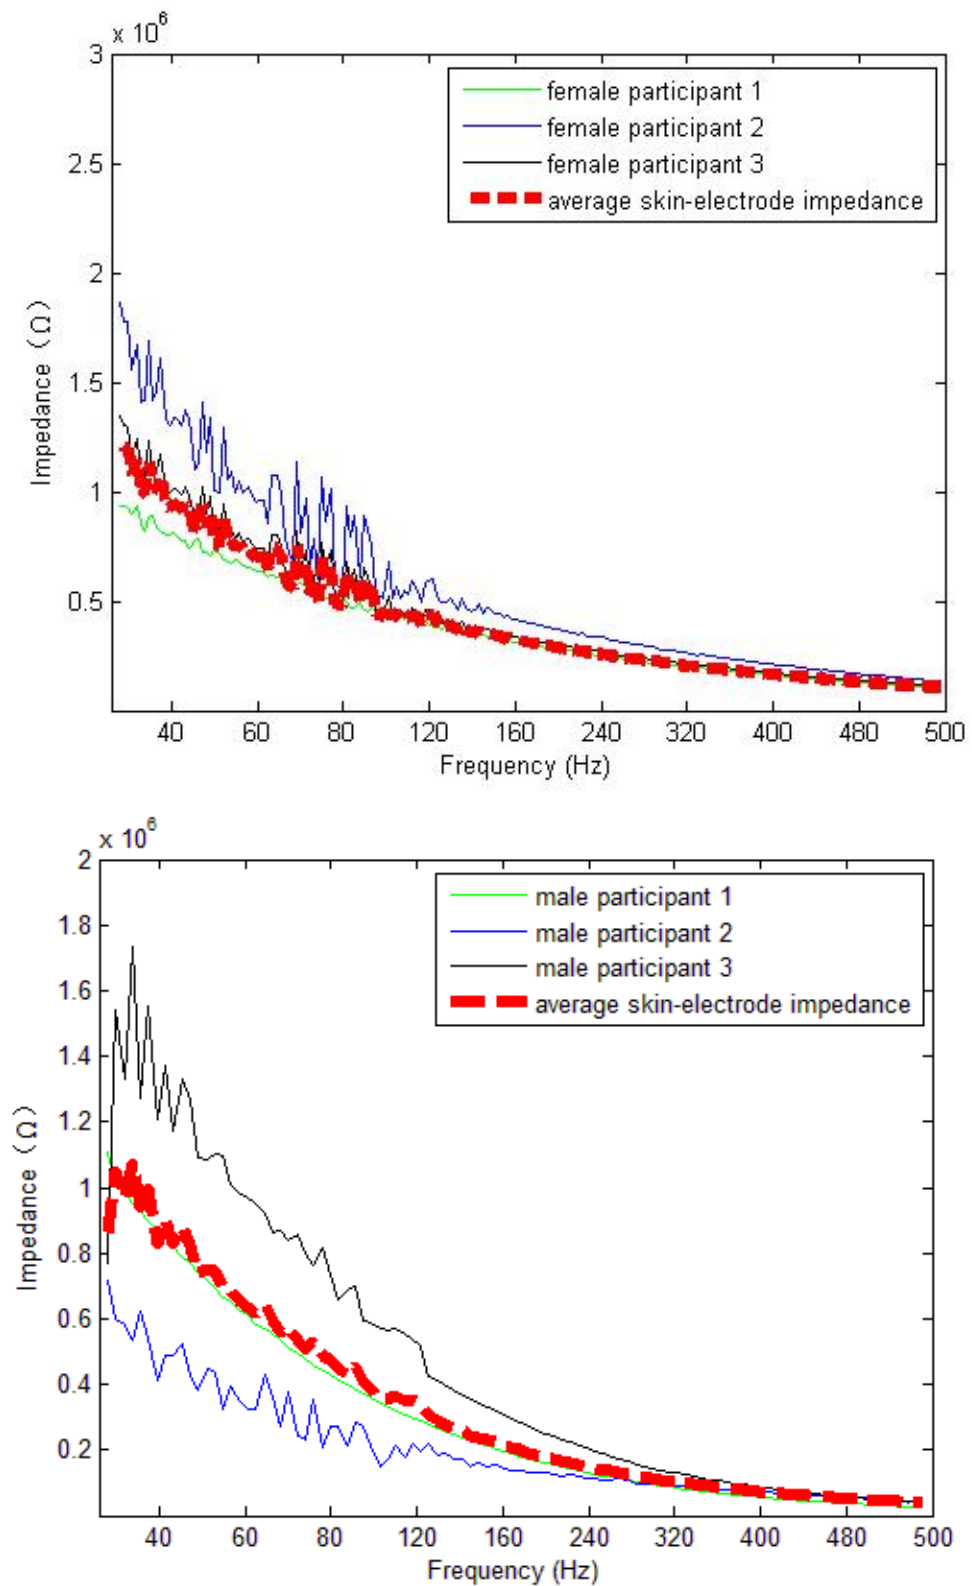 x 10⁶
3
2.5
2
1.5
1
0.5
Impedance (Ω)
female participant 1
female participant 2
female participant 3
average skin-electrode impedance
40 60 80 120 160 240 320 400 480 500
Frequency (Hz)
x 10⁶
2
1.8
1.6
1.4
1.2
1
0.8
0.6
0.4
0.2
Impedance (Ω)
male participant 1
male participant 2
male participant 3
average skin-electrode impedance
40 60 80 120 160 240 320 400 480 500
Frequency (Hz)